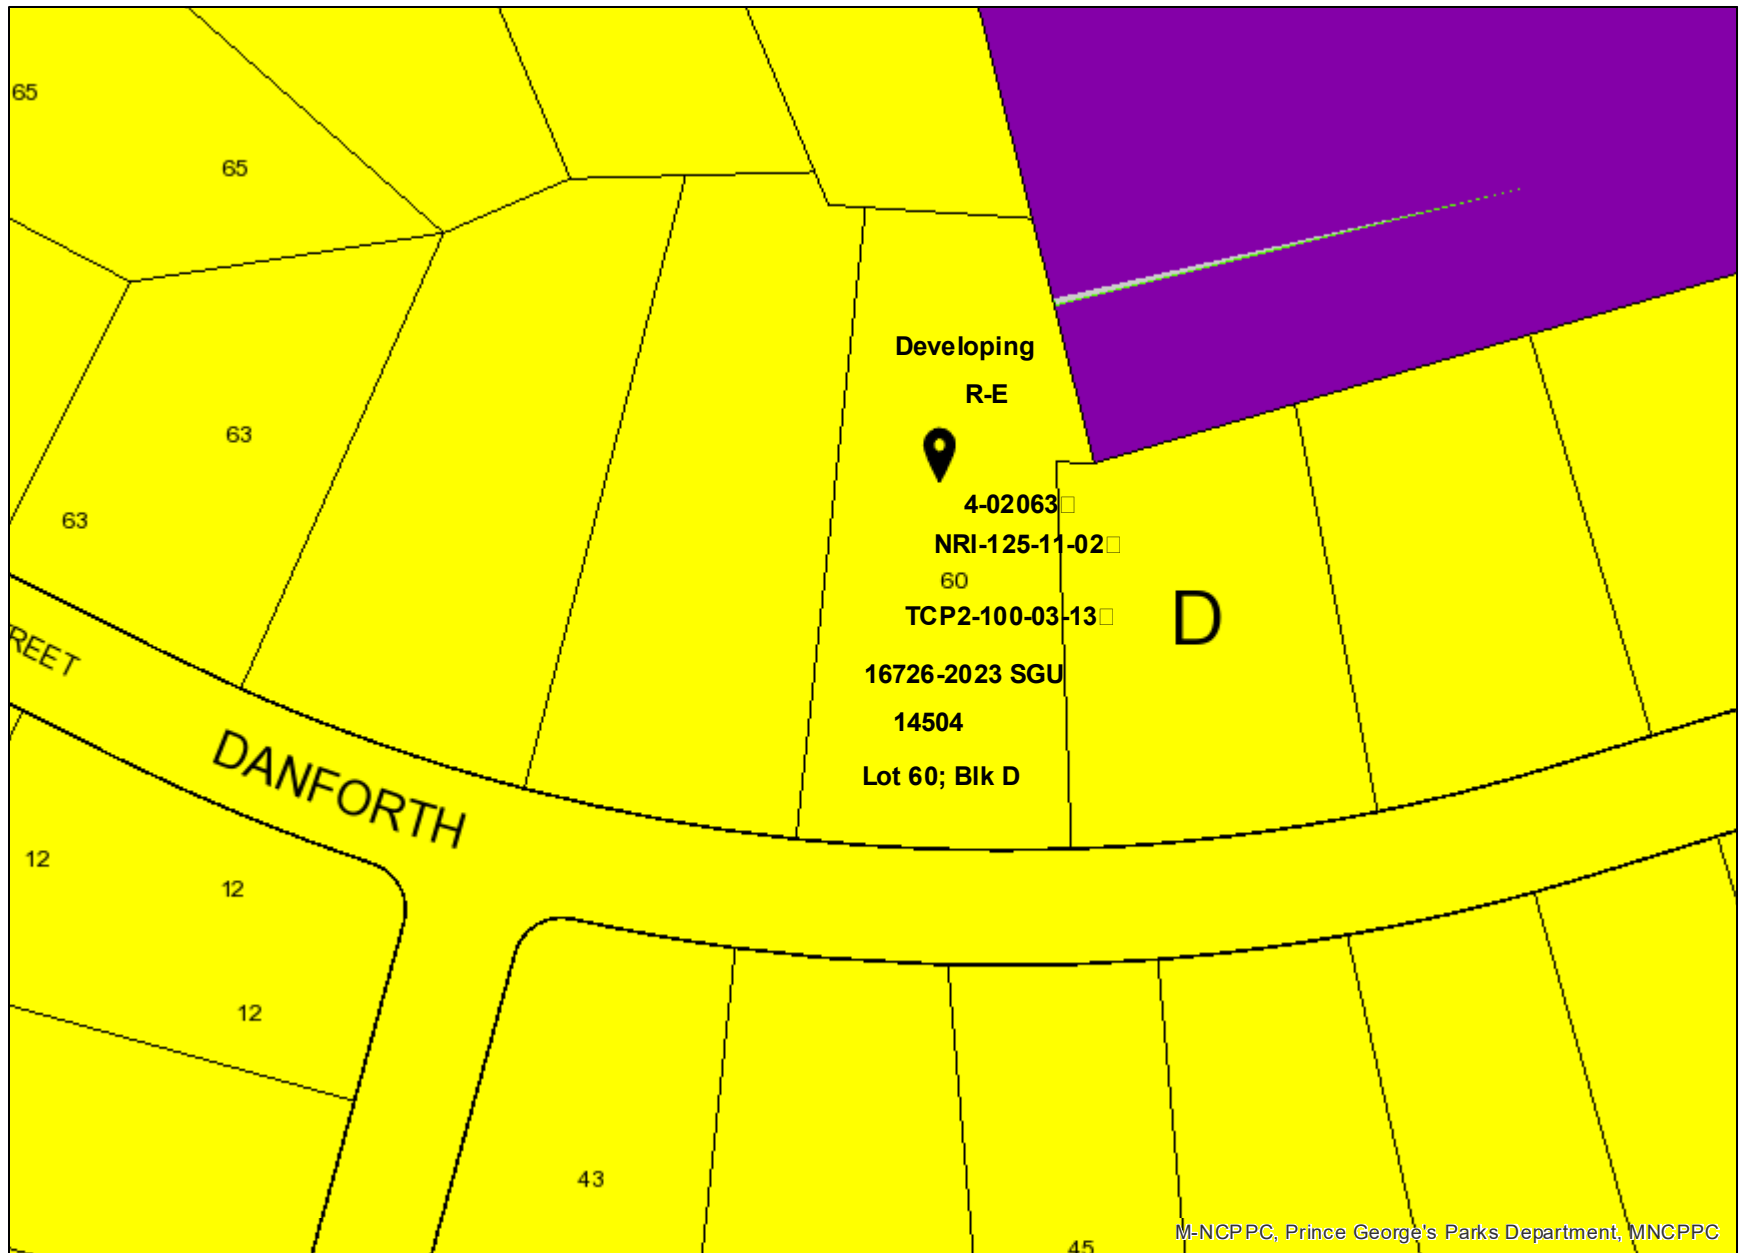 65
65
Developing
R-E
63
4-02063
63
NRI-125-11-02
60
TCP2-100-03-13
D
REET
16726-2023 SGU
14504
DANFORTH
Lot 60; Blk D
12
12
12
43
M-NCPPC, Prince George's Parks Department, MNCPPC
45